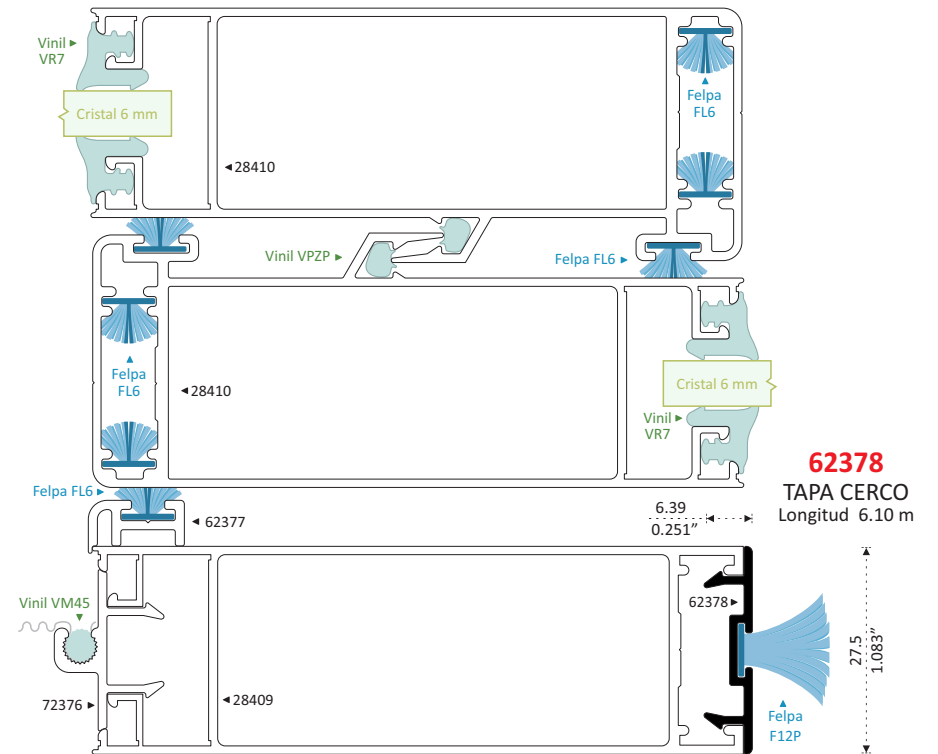 Vinil
VR7
Cristal 6 mm
28410
Felpa
FL6
Vinil VPZP
Felpa FL6
Felpa
FL6
28410
Cristal 6 mm
Vinil
VR7
62378
TAPA CERCO
Longitud 6.10 m
Felpa FL6
62377
6.39
0.251"
Vinil VM45
62378
27.5
1.083"
72376
28409
Felpa
F12P